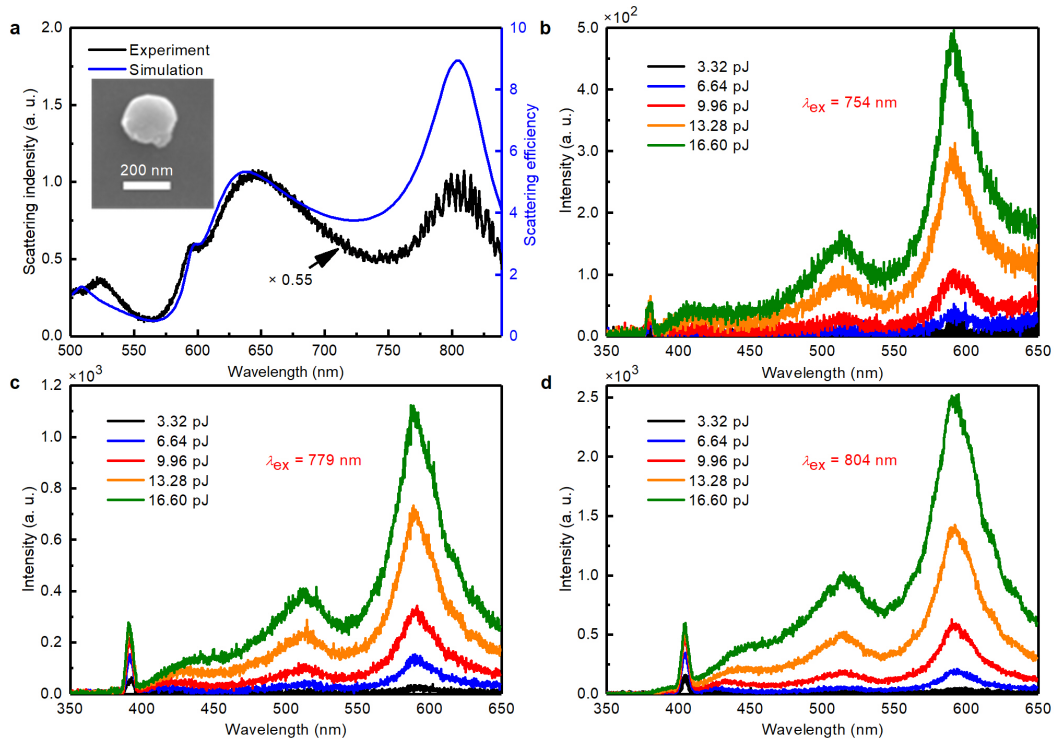 a
Experiment
Simulation
200 nm
× 0.55
Scattering indensity (a. u.)
2.0
1.5
1.0
0.5
0.0
Scattering efficiency
10
8
6
4
2
0
500 550 600 650 700 750 800
Wavelength (nm)
b
×10²
3.32 pJ
6.64 pJ
9.96 pJ
13.28 pJ
16.60 pJ
λex = 754 nm
Intensity (a. u.)
5.0
4.0
3.0
2.0
1.0
0.0
350 400 450 500 550 600 650
Wavelength (nm)
c
×10³
3.32 pJ
6.64 pJ
9.96 pJ
13.28 pJ
16.60 pJ
λex = 779 nm
Intensity (a. u.)
1.2
1.0
0.8
0.6
0.4
0.2
0.0
350 400 450 500 550 600 650
Wavelength (nm)
d
×10³
3.32 pJ
6.64 pJ
9.96 pJ
13.28 pJ
16.60 pJ
λex = 804 nm
Intensity (a. u.)
2.5
2.0
1.5
1.0
0.5
0.0
350 400 450 500 550 600 650
Wavelength (nm)